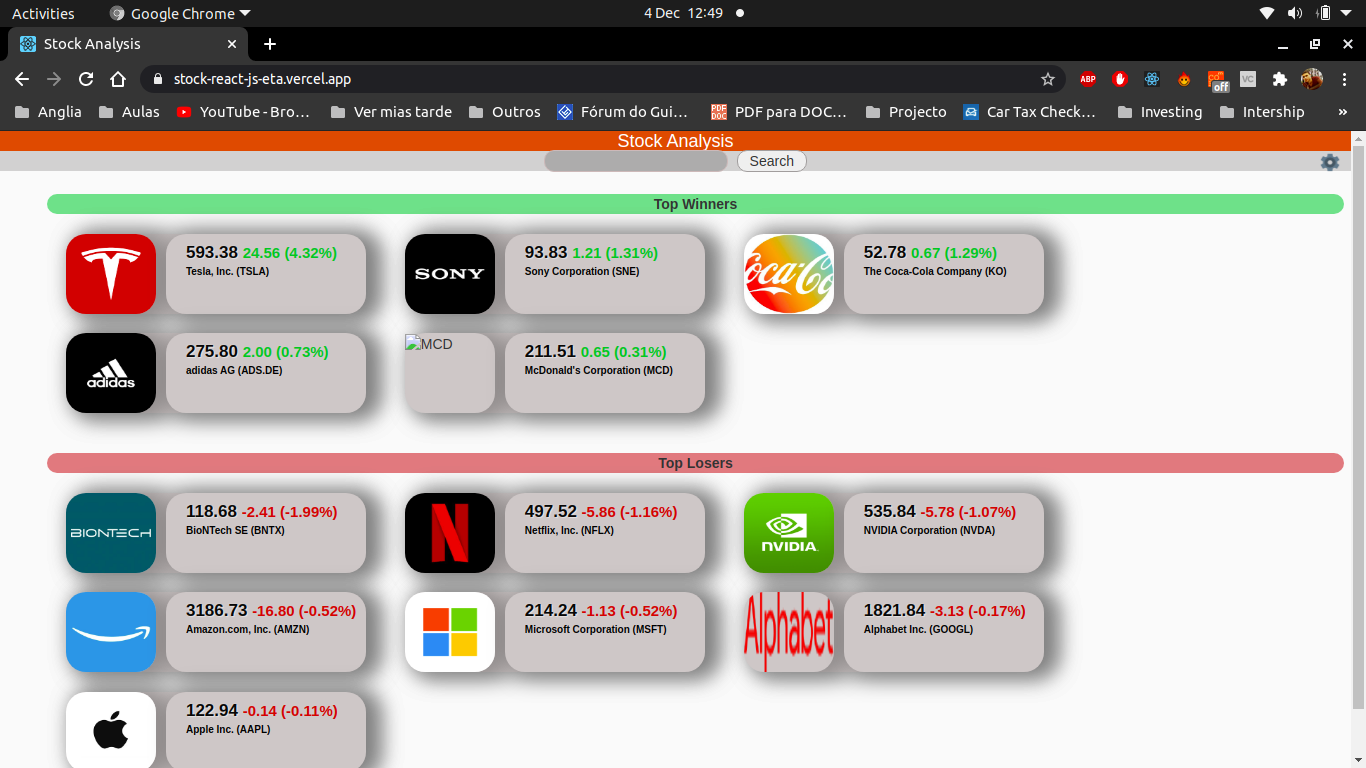 Activities Google Chrome 4 Dec 12:49
Stock Analysis
stock-react-js-eta.vercel.app ABP VC off
Anglia Aulas YouTube - Bro… Ver mias tarde Outros Fórum do Gui… PDF DOC PDF para DOC… Projecto Car Tax Check… Investing Intership »
Stock Analysis
Search
Top Winners
593.38 24.56 (4.32%)
Tesla, Inc. (TSLA)
SONY
93.83 1.21 (1.31%)
Sony Corporation (SNE)
Coca-Co
52.78 0.67 (1.29%)
The Coca-Cola Company (KO)
adidas
275.80 2.00 (0.73%)
adidas AG (ADS.DE)
MCD
211.51 0.65 (0.31%)
McDonald's Corporation (MCD)
Top Losers
BIONTECH
118.68 -2.41 (-1.99%)
BioNTech SE (BNTX)
N
497.52 -5.86 (-1.16%)
Netflix, Inc. (NFLX)
NVIDIA
535.84 -5.78 (-1.07%)
NVIDIA Corporation (NVDA)
3186.73 -16.80 (-0.52%)
Amazon.com, Inc. (AMZN)
214.24 -1.13 (-0.52%)
Microsoft Corporation (MSFT)
Alphabet
1821.84 -3.13 (-0.17%)
Alphabet Inc. (GOOGL)
122.94 -0.14 (-0.11%)
Apple Inc. (AAPL)